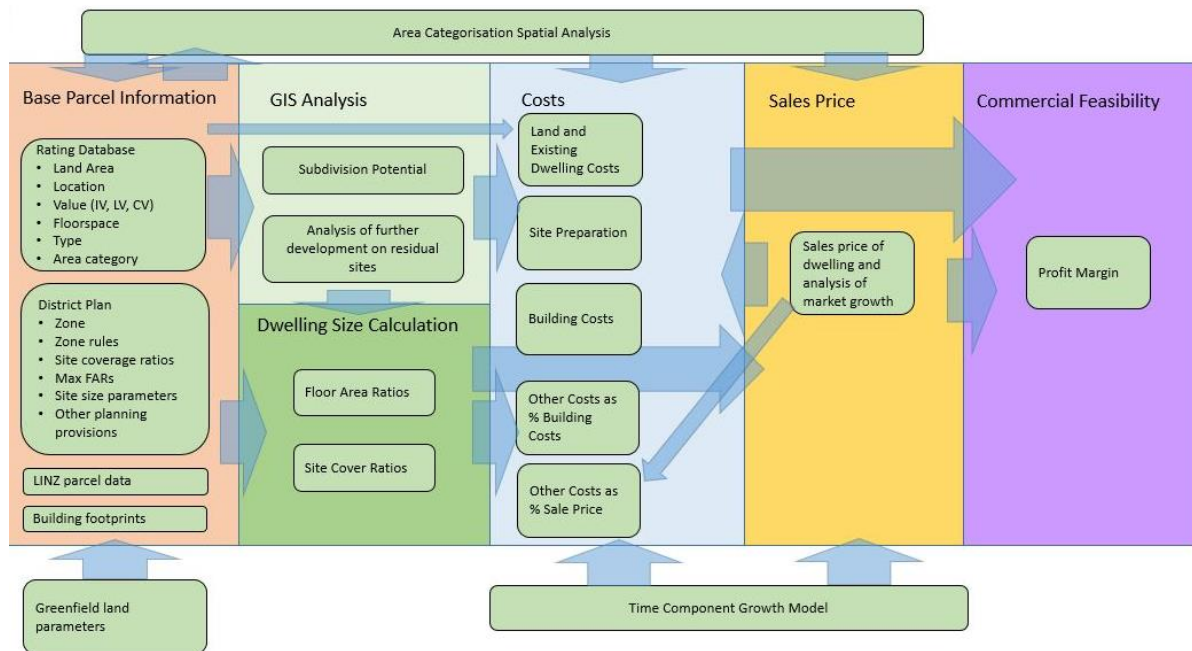 Area Categorisation Spatial Analysis
Base Parcel Information
Rating Database
• Land Area
• Location
• Value (IV, LV, CV)
• Floorspace
• Type
• Area category
District Plan
• Zone
• Zone rules
• Site coverage ratios
• Max FARs
• Site size parameters
• Other planning
provisions
LINZ parcel data
Building footprints
Greenfield land
parameters
GIS Analysis
Subdivision Potential
Analysis of further
development on residual
sites
Dwelling Size Calculation
Floor Area Ratios
Site Cover Ratios
Costs
Land and
Existing
Dwelling Costs
Site Preparation
Building Costs
Other Costs as
% Building
Costs
Other Costs as
% Sale Price
Sales Price
Sales price of
dwelling and
analysis of
market growth
Commercial Feasibility
Profit Margin
Time Component Growth Model